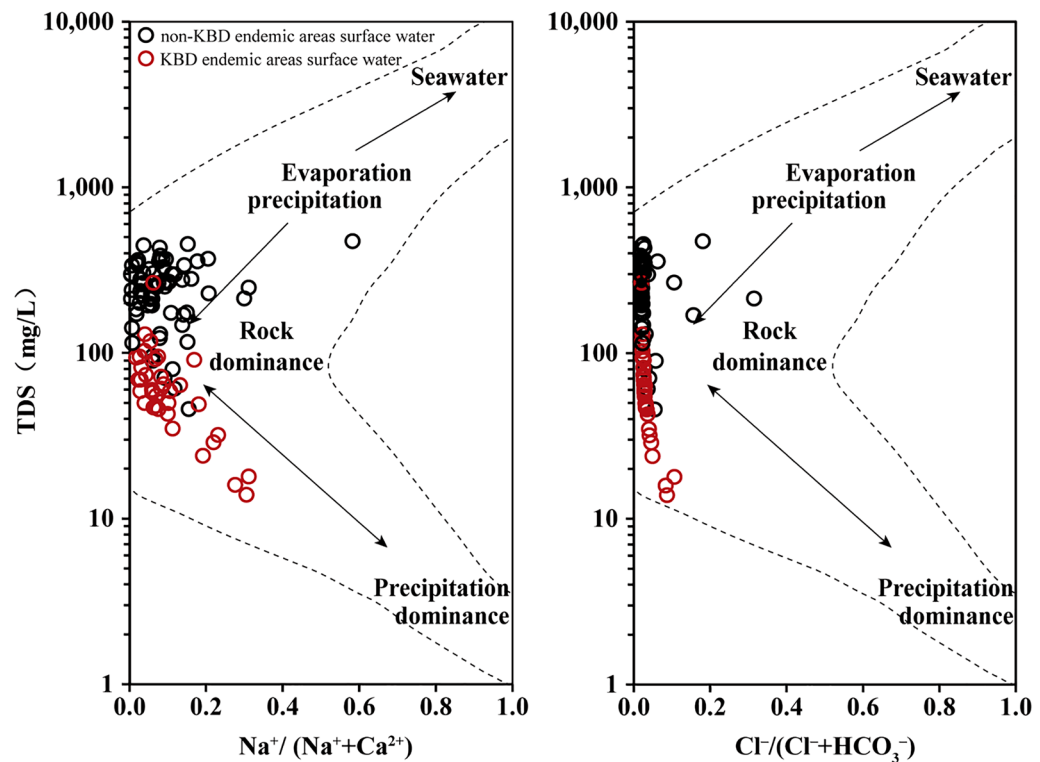 10,000
1,000
100
10
1
TDS（mg/L）
non-KBD endemic areas surface water
KBD endemic areas surface water
Seawater
Evaporation
precipitation
Rock
dominance
Precipitation
dominance
0.0 0.2 0.4 0.6 0.8 1.0
Na⁺/ (Na⁺+Ca²⁺)
10,000
1,000
100
10
1
Seawater
Evaporation
precipitation
Rock
dominance
Precipitation
dominance
0.0 0.2 0.4 0.6 0.8 1.0
Cl⁻/(Cl⁻+HCO₃⁻)